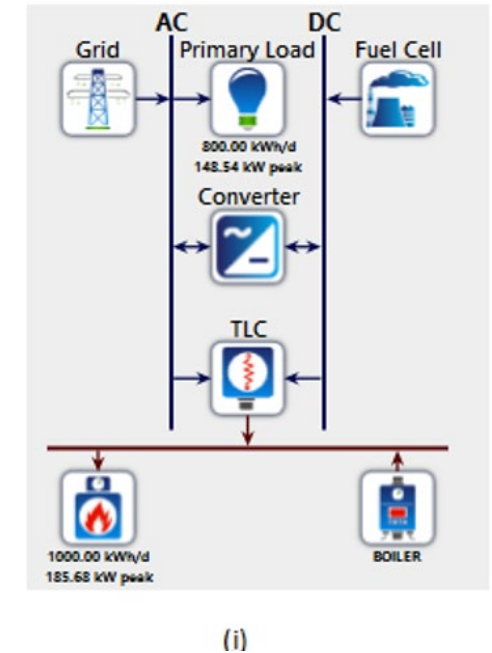 AC DC
Grid Primary Load Fuel Cell
800.00 kWh/d
148.54 kW peak
Converter
TLC
1000.00 kWh/d
185.68 kW peak
BOILER
(i)